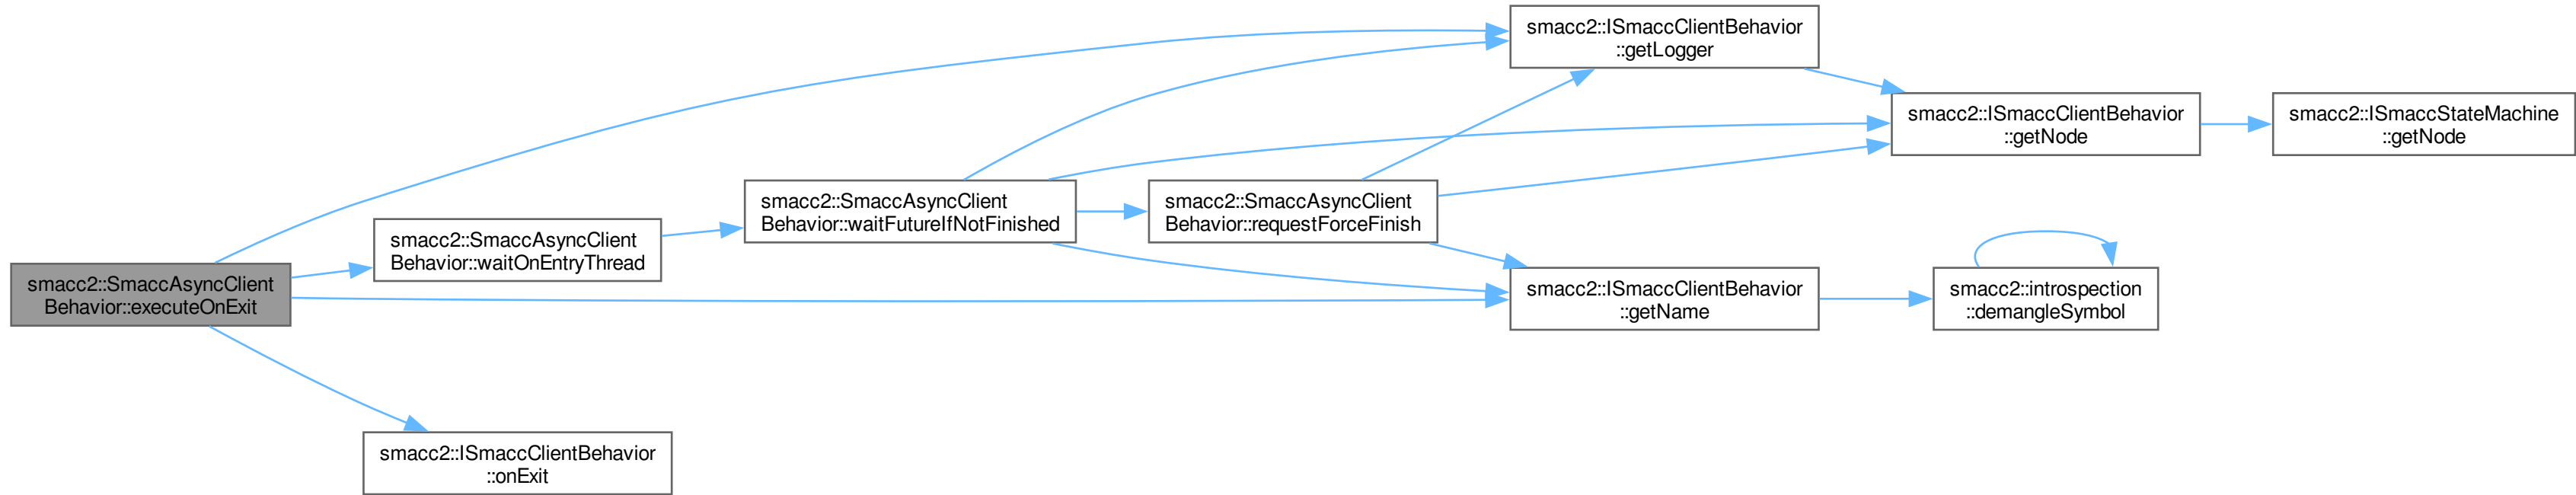 smacc2::SmaccAsyncClient
Behavior::executeOnExit
smacc2::SmaccAsyncClient
Behavior::waitOnEntryThread
smacc2::SmaccAsyncClient
Behavior::waitFutureIfNotFinished
smacc2::SmaccAsyncClient
Behavior::requestForceFinish
smacc2::ISmaccClientBehavior
::getLogger
smacc2::ISmaccClientBehavior
::getNode
smacc2::ISmaccStateMachine
::getNode
smacc2::ISmaccClientBehavior
::getName
smacc2::introspection
::demangleSymbol
smacc2::ISmaccClientBehavior
::onExit